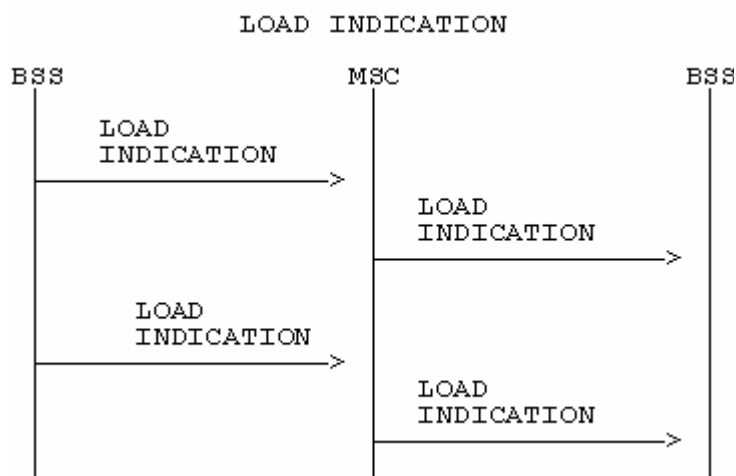 LOAD INDICATION
BSS MSC BSS
LOAD
INDICATION
LOAD
INDICATION
LOAD
INDICATION
LOAD
INDICATION